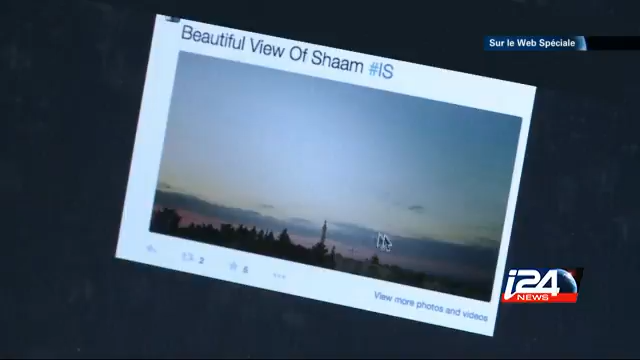 Sur le Web Spéciale
Beautiful View Of Shaam #IS
2
5
View more photos and videos
i24
NEWS